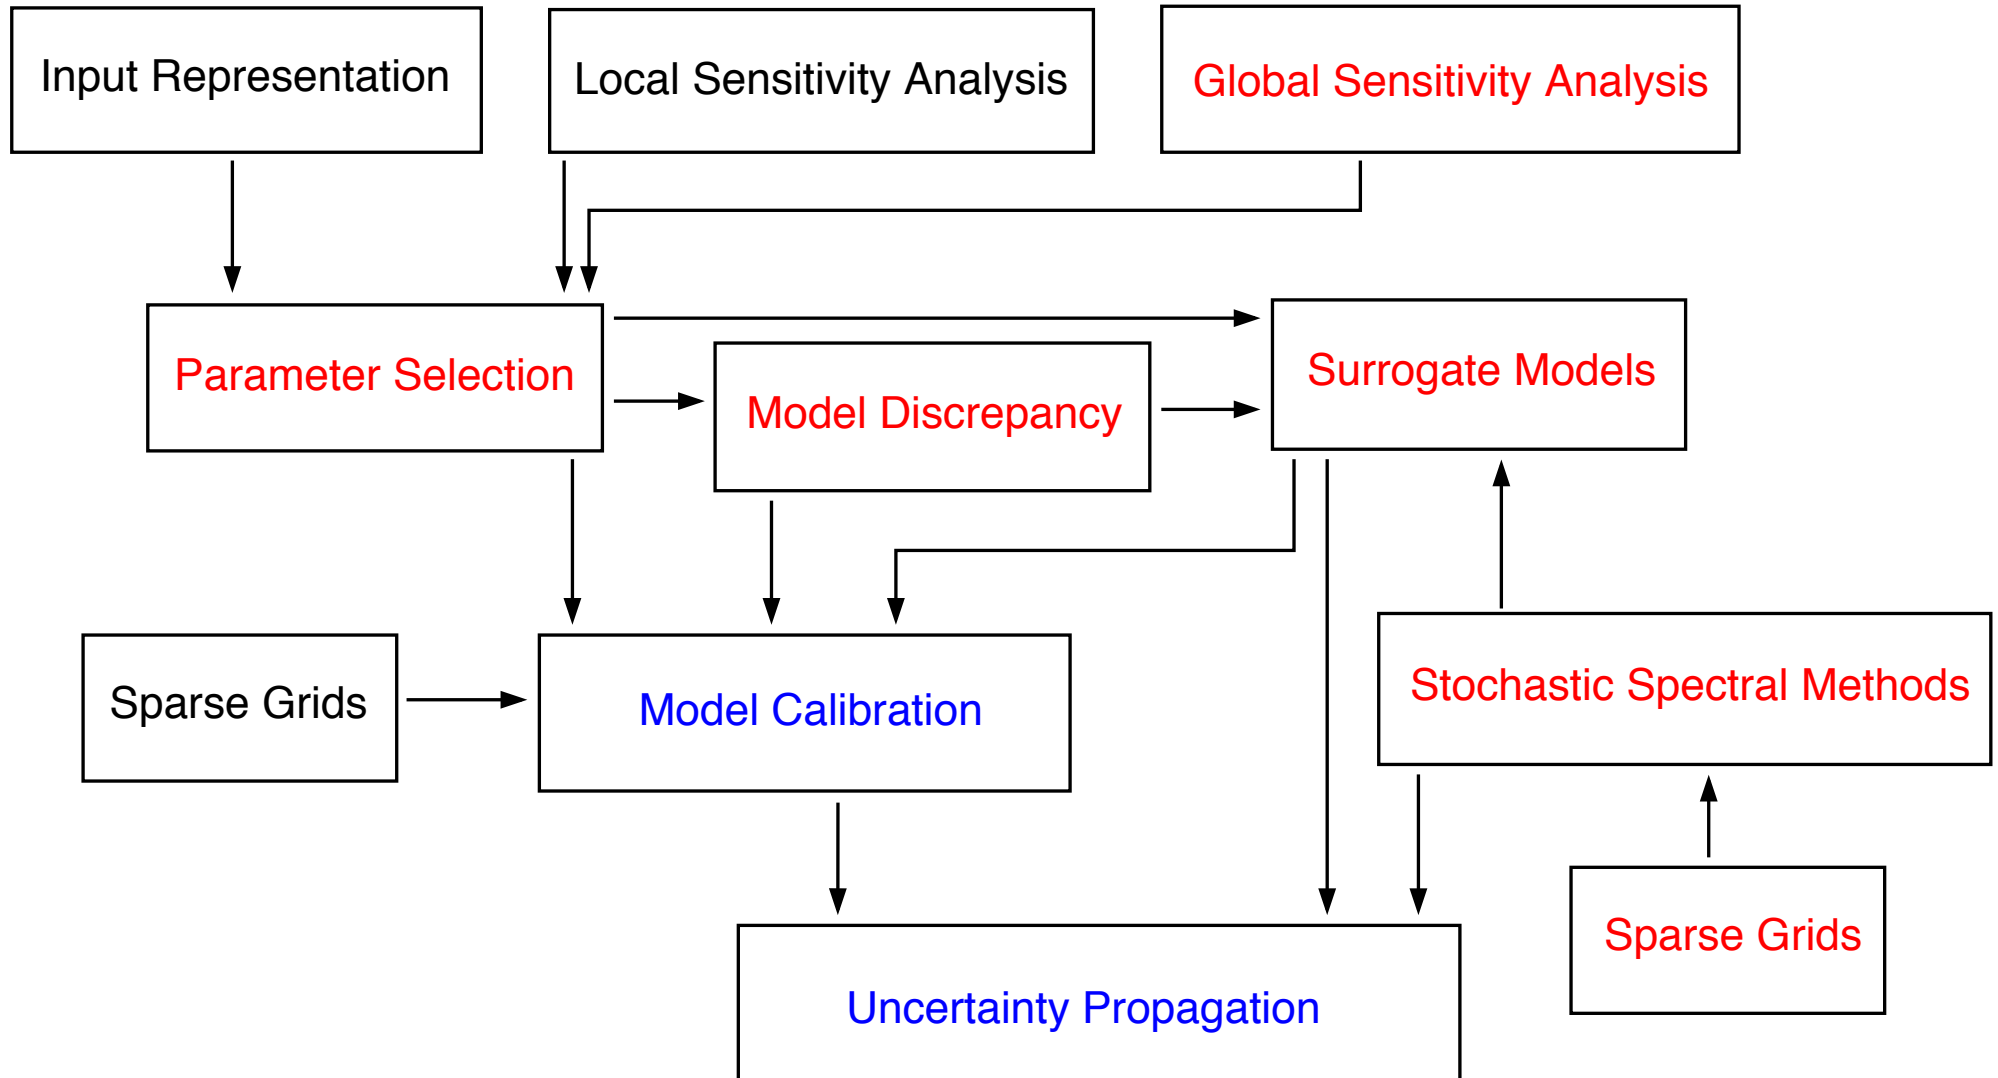 Input Representation
Local Sensitivity Analysis
Global Sensitivity Analysis
Parameter Selection
Model Discrepancy
Surrogate Models
Sparse Grids
Model Calibration
Stochastic Spectral Methods
Sparse Grids
Uncertainty Propagation